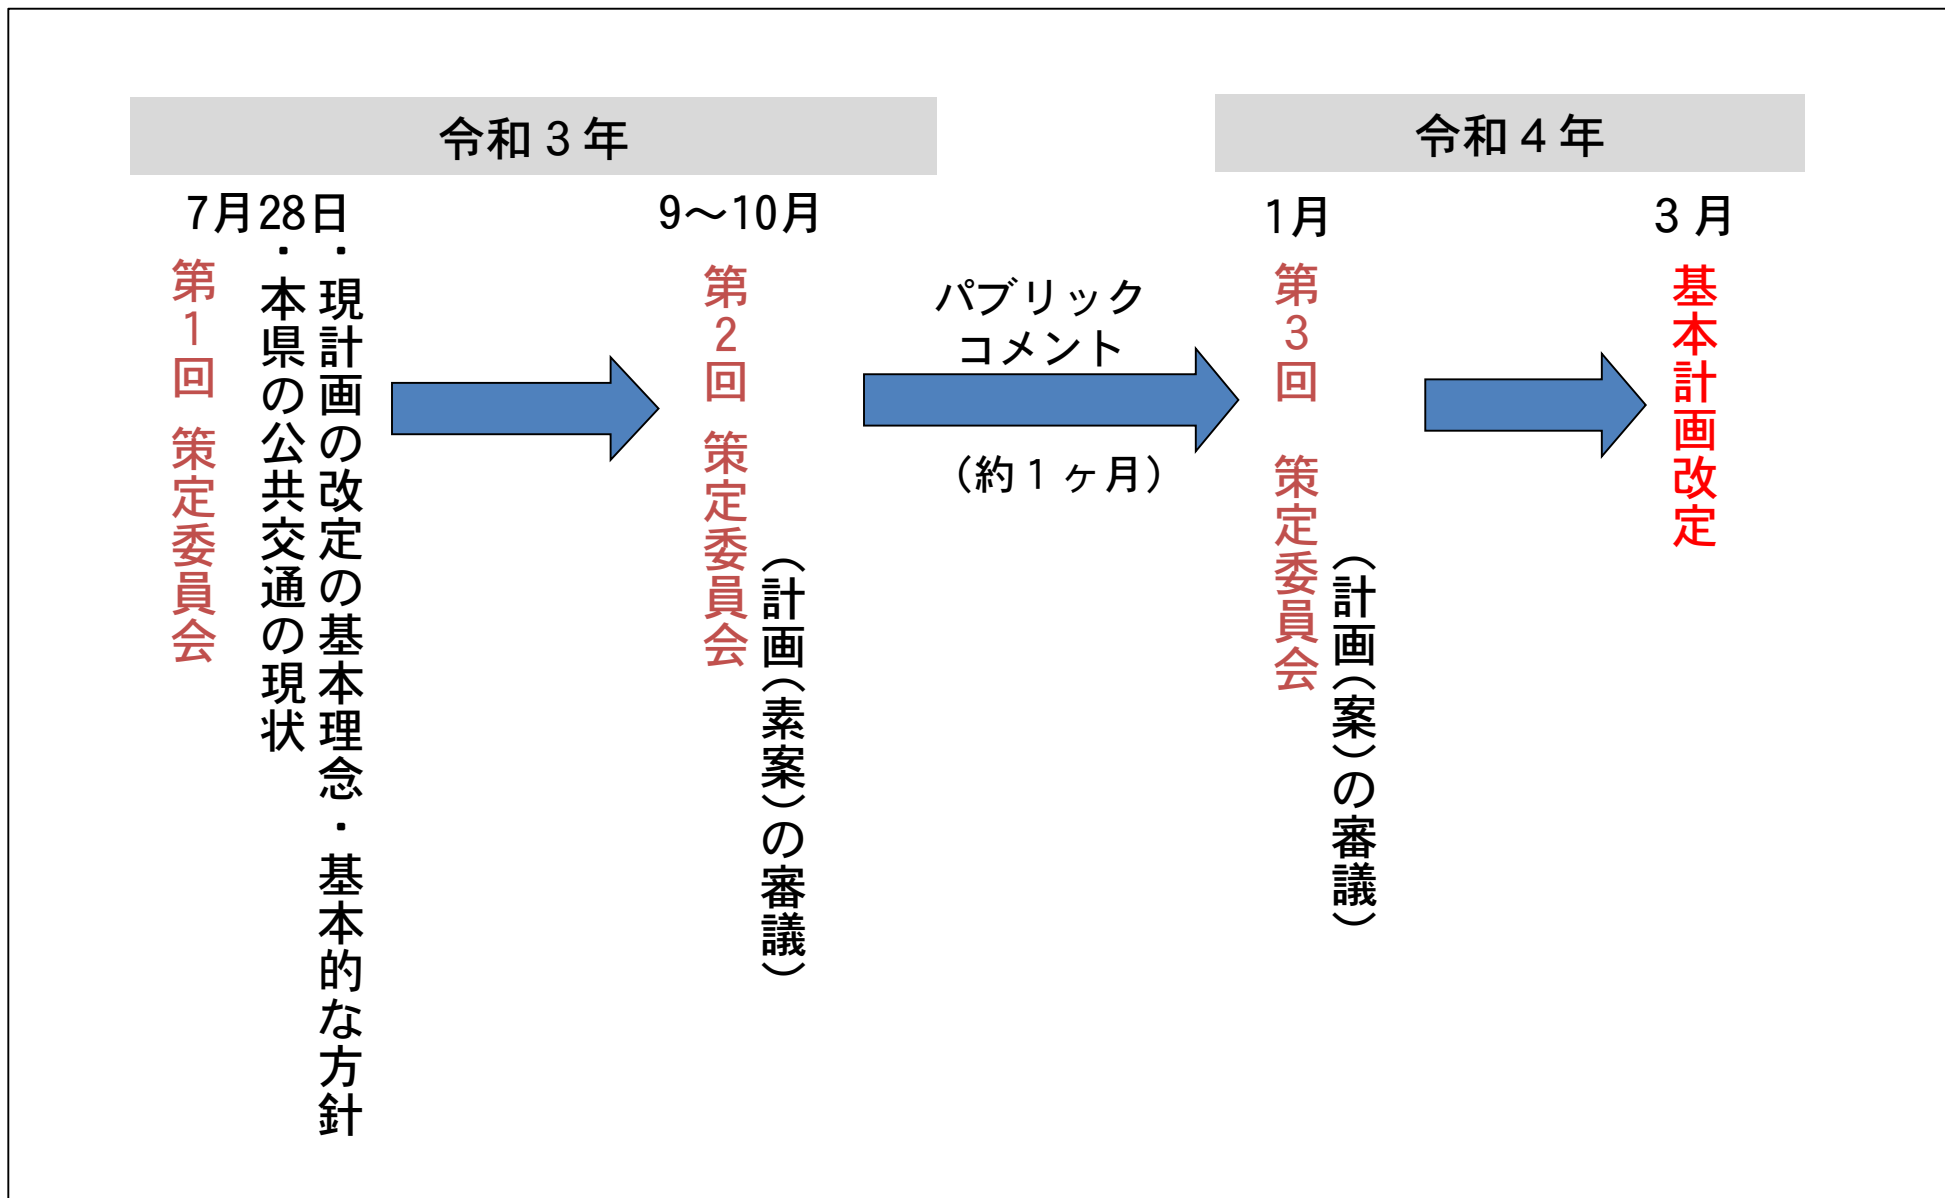 令和３年
7月28日
第1回 策定委員会
・現計画の改定の基本理念・基本的な方針
・本県の公共交通の現状
9～10月
第2回 策定委員会
（計画（素案）の審議）
パブリック
コメント
（約１ヶ月）
令和４年
1月
第3回 策定委員会
（計画（案）の審議）
３月
基本計画改定